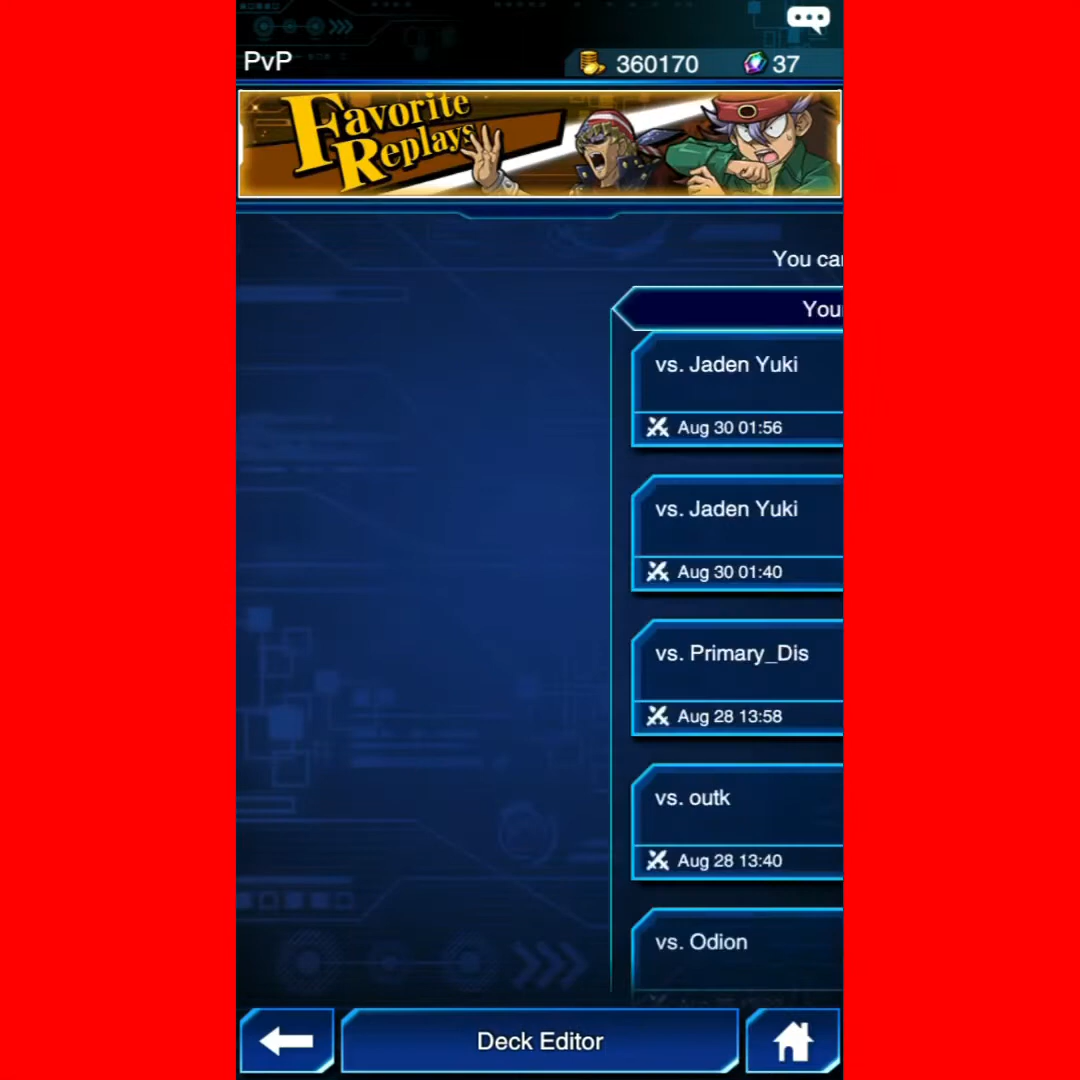 PvP
360170
37
Favorite
Replays
You ca
You
vs. Jaden Yuki
Aug 30 01:56
vs. Jaden Yuki
Aug 30 01:40
vs. Primary_Dis
Aug 28 13:58
vs. outk
Aug 28 13:40
vs. Odion
Deck Editor